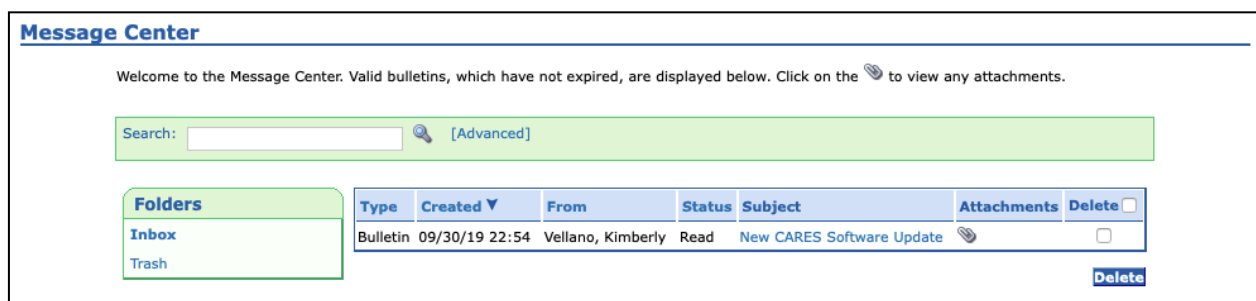 Message Center
Welcome to the Message Center. Valid bulletins, which have not expired, are displayed below. Click on the to view any attachments.
Search: [Advanced]
Folders
Inbox
Trash
Type Created From Status Subject Attachments Delete
Bulletin 09/30/19 22:54 Vellano, Kimberly Read New CARES Software Update
Delete